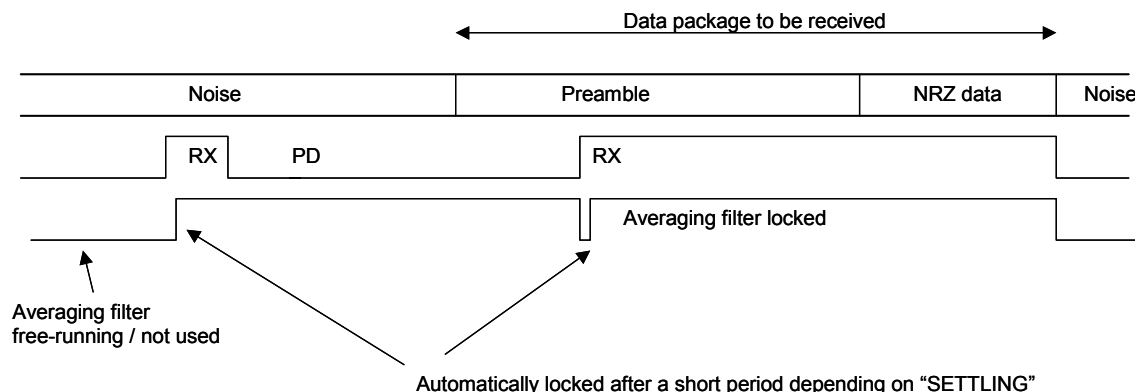 Data package to be received
Noise Preamble NRZ data Noise
RX PD RX
Averaging filter locked
Averaging filter
free-running / not used
Automatically locked after a short period depending on “SETTLING”